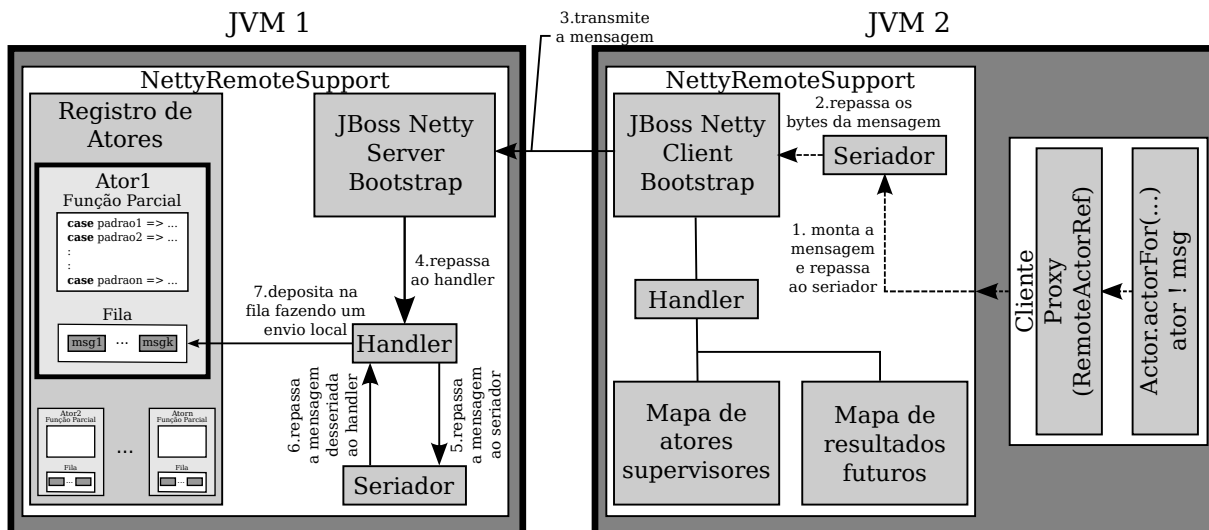 JVM 1
NettyRemoteSupport
Registro de
Atores
Ator1
Função Parcial
case padrao1 => ...
case padrao2 => ...
:
:
case padraon => ...
Fila
msg1 ... msgk
Ator2
Função Parcial
Fila
...
...
Atorn
Função Parcial
Fila
...
JBoss Netty
Server
Bootstrap
4.repassa
ao handler
7.deposita na
fila fazendo um
envio local
Handler
6.repassa
a mensagem
desseriada
ao handler
5.repassa
a mensagem
ao seriador
Seriador
3.transmite
a mensagem
JVM 2
NettyRemoteSupport
JBoss Netty
Client
Bootstrap
2.repassa os
bytes da mensagem
Seriador
1. monta a
mensagem
e repassa
ao seriador
Handler
Mapa de
atores
supervisores
Mapa de
resultados
futuros
Cliente
Proxy
(RemoteActorRef)
Actor.actorFor(...)
ator ! msg